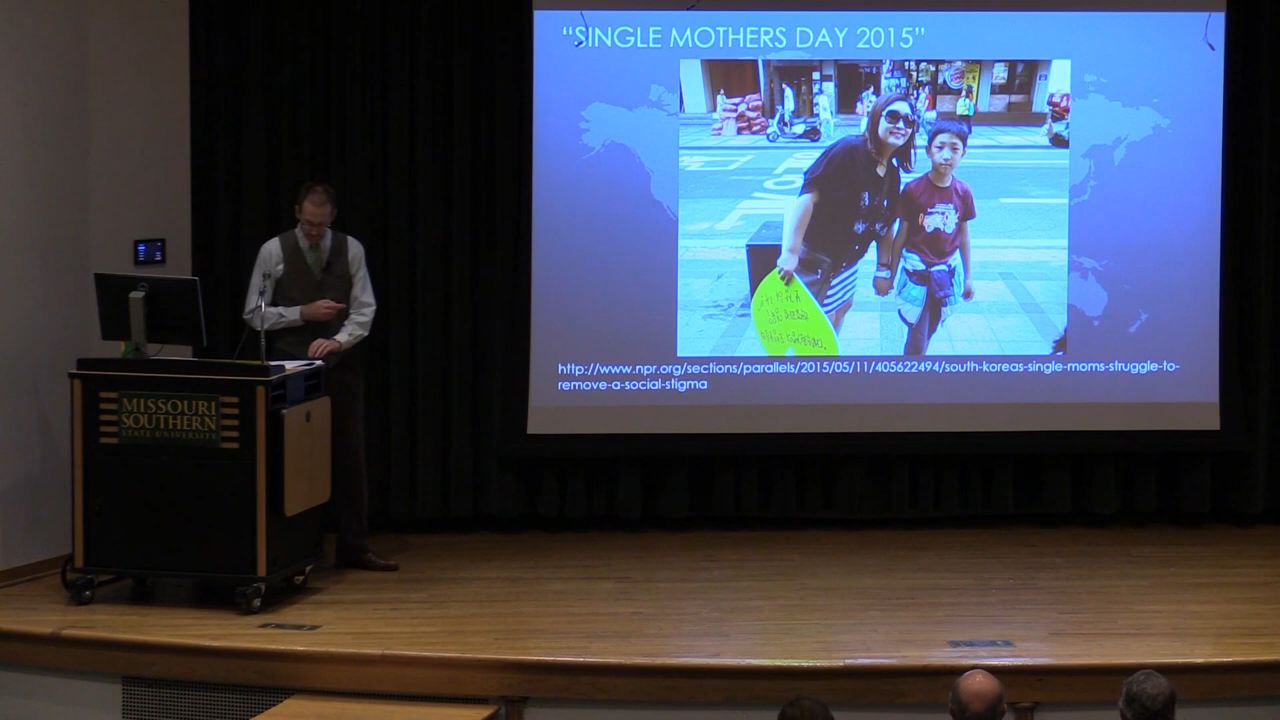 “SINGLE MOTHERS DAY 2015”
http://www.npr.org/sections/parallels/2015/05/11/405622494/south-koreas-single-moms-struggle-to-
remove-a-social-stigma
MISSOURI
SOUTHERN
STATE UNIVERSITY